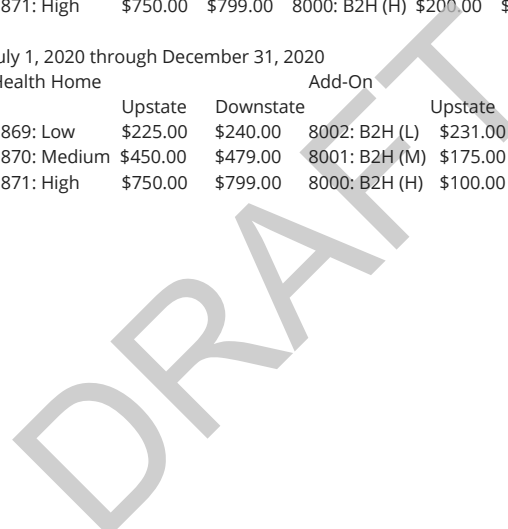 871: High $750.00 $799.00 8000: B2H (H) $200.00 $
uly 1, 2020 through December 31, 2020
Health Home Add-On
Upstate Downstate Upstate
869: Low $225.00 $240.00 8002: B2H (L) $231.00
870: Medium $450.00 $479.00 8001: B2H (M) $175.00
871: High $750.00 $799.00 8000: B2H (H) $100.00
DRAFT